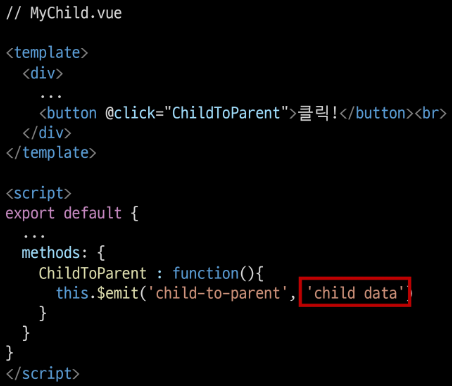 // MyChild.vue
<template>
<div>
...
<button @click="ChildToParent">클릭!</button><br>
</div>
</template>
<script>
export default {
...
methods: {
ChildToParent : function(){
this.$emit('child-to-parent', 'child data')
}
}
}
</script>